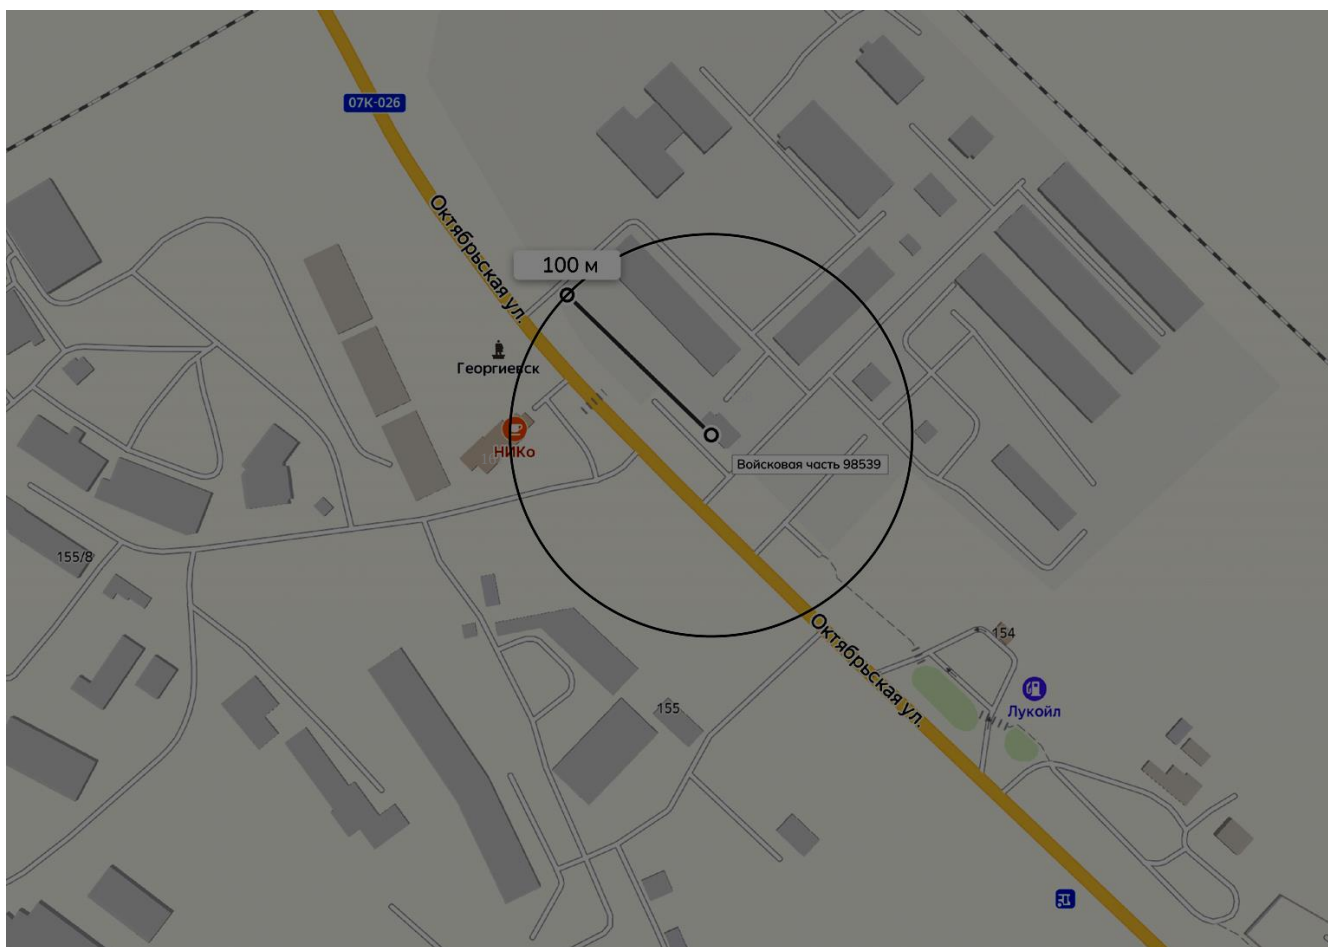 07К-026
Октябрьская ул.
100 м
Георгиевск
НИКо
Войсковая часть 98539
155/8
Октябрьская ул.
154
Лукойл
155